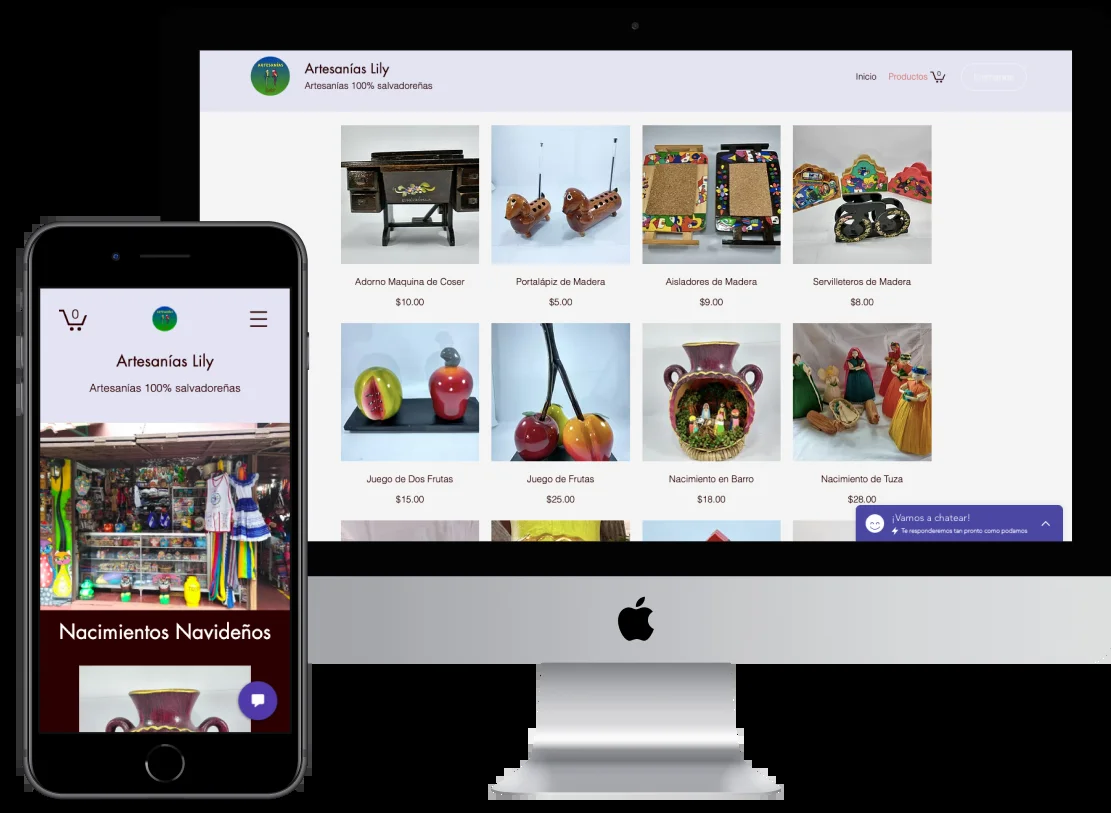 ARTESANÍAS
Artesanías Lily
Artesanías 100% salvadoreñas
Inicio
Productos
0
Adorno Maquina de Coser
$10.00
Portalápiz de Madera
$5.00
Aisladores de Madera
$9.00
Servilleteros de Madera
$8.00
Juego de Dos Frutas
$15.00
Juego de Frutas
$25.00
Nacimiento en Barro
$18.00
Nacimiento de Tuza
$28.00
¡Vamos a chatear!
Te responderemos tan pronto como podamos
0
Artesanías Lily
Artesanías 100% salvadoreñas
Nacimientos Navideños